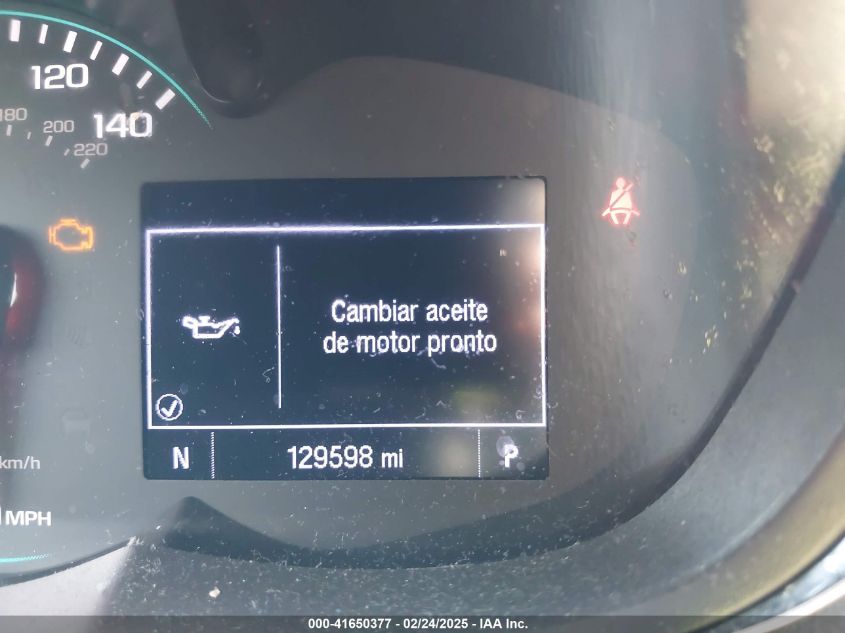 120
180
200
140
220
Cambiar aceite
de motor pronto
N 129598 mi P
km/h
MPH
000-41650377 - 02/24/2025 - IAA Inc.